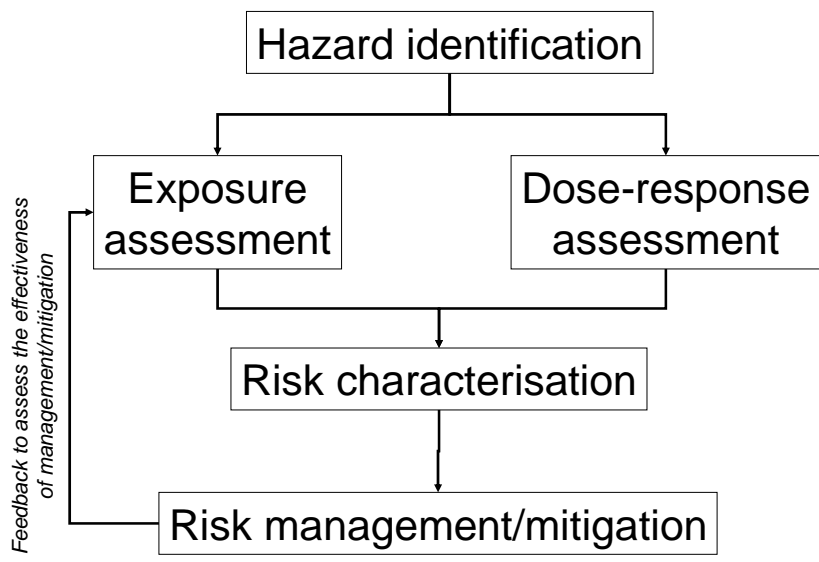 Hazard identification
Exposure
assessment
Dose-response
assessment
Risk characterisation
Risk management/mitigation
Feedback to assess the effectiveness
of management/mitigation